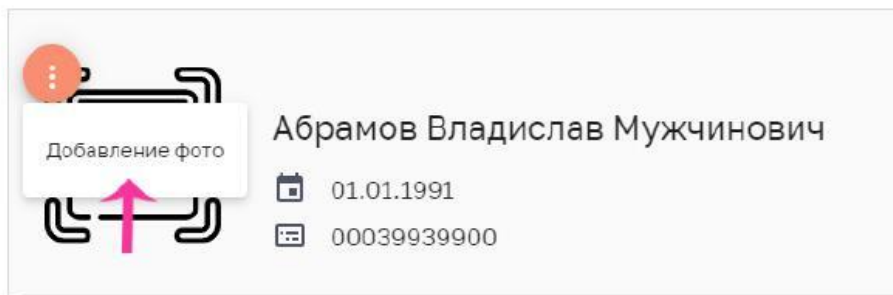 Абрамов Владислав Мужчинович
Добавление фото
01.01.1991
00039939900